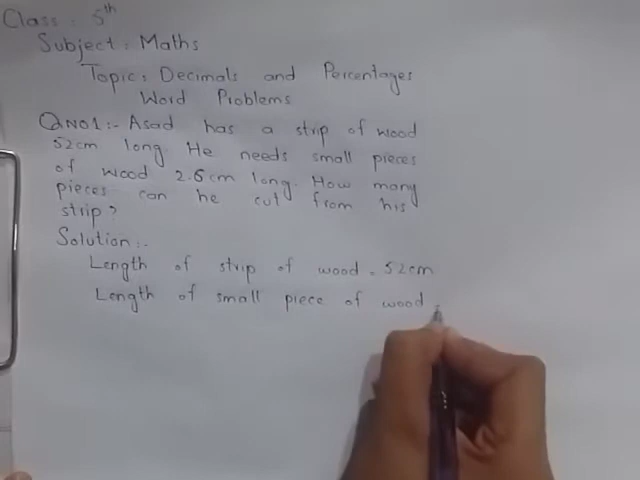 Class: 5th
Subject: Maths
Topic: Decimals and Percentages
Word Problems
QNO1:- Asad has a strip of wood
52cm long. He needs small pieces
of wood 2.6cm long. How many
pieces can he cut from his
strip?
Solution:-
Length of strip of wood = 52cm
Length of small piece of wood =